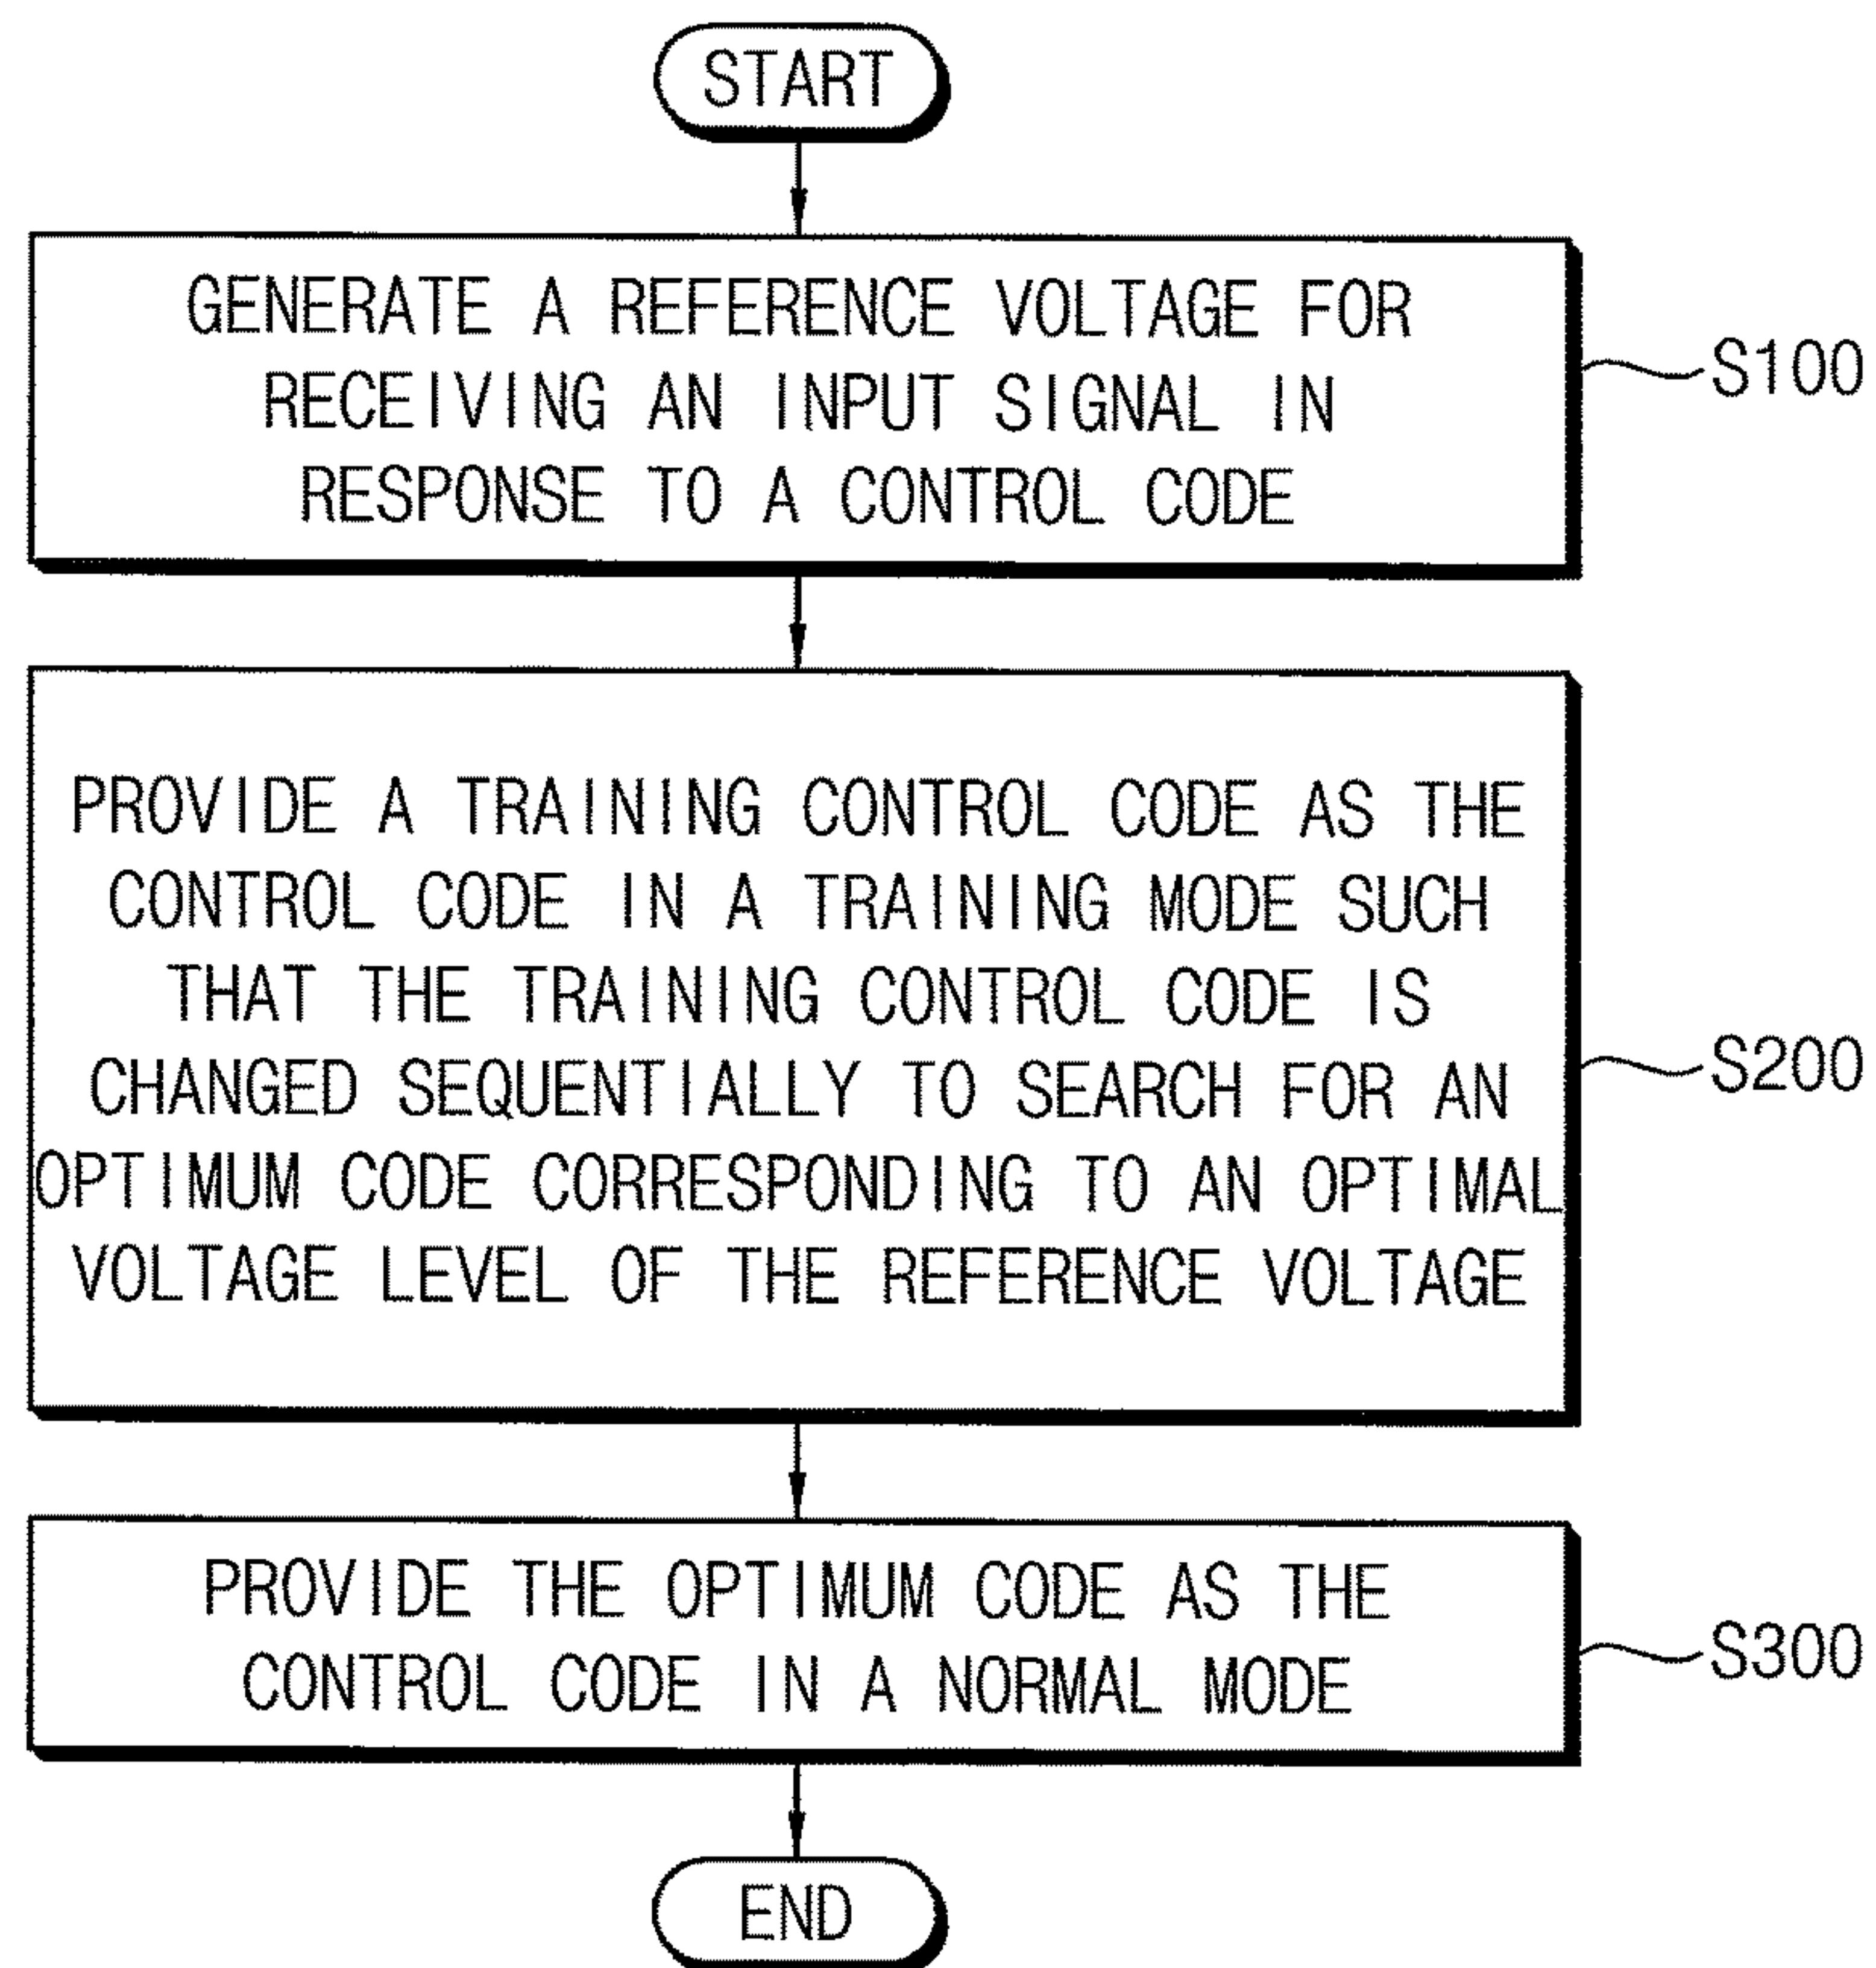 START
GENERATE A REFERENCE VOLTAGE FOR
RECEIVING AN INPUT SIGNAL IN
RESPONSE TO A CONTROL CODE
S100
PROVIDE A TRAINING CONTROL CODE AS THE
CONTROL CODE IN A TRAINING MODE SUCH
THAT THE TRAINING CONTROL CODE IS
CHANGED SEQUENTIALLY TO SEARCH FOR AN
OPTIMUM CODE CORRESPONDING TO AN OPTIMAL
VOLTAGE LEVEL OF THE REFERENCE VOLTAGE
S200
PROVIDE THE OPTIMUM CODE AS THE
CONTROL CODE IN A NORMAL MODE
S300
END